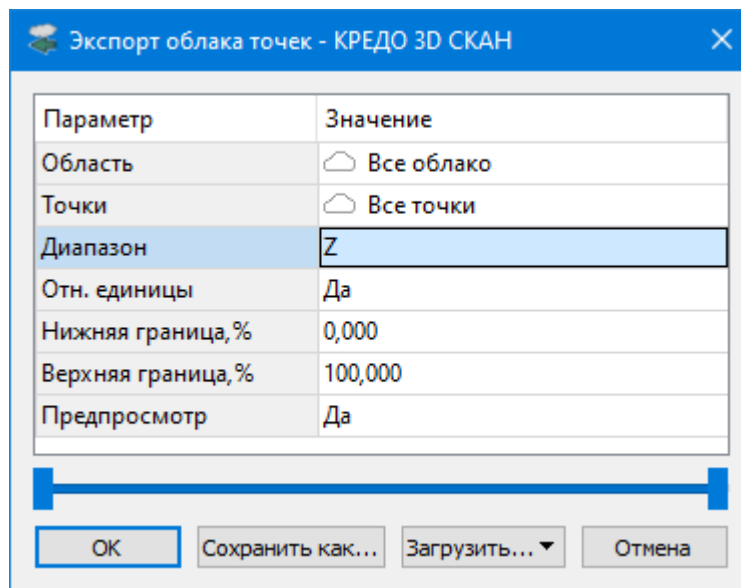 Экспорт облака точек - КРЕДО 3D СКАН
Параметр Значение
Область Все облако
Точки Все точки
Диапазон Z
Отн. единицы Да
Нижняя граница,% 0,000
Верхняя граница,% 100,000
Предпросмотр Да
OK Сохранить как... Загрузить... Отмена